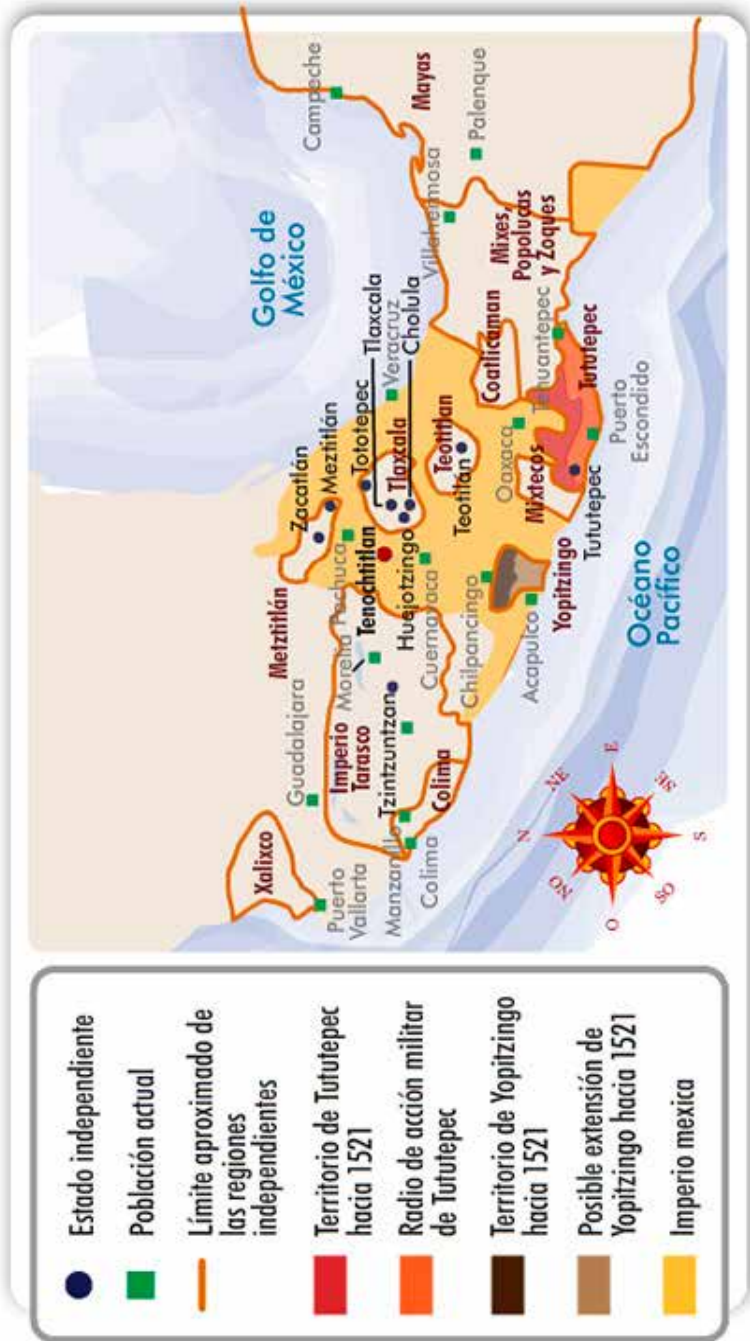 Estado independiente
Población actual
Límite aproximado de
las regiones
independientes
Territorio de Tututepec
hacia 1521
Radio de acción militar
de Tututepec
Territorio de Yopitzingo
hacia 1521
Posible extensión de
Yopitzingo hacia 1521
Imperio mexica
Golfo de
México
Campeche
Mayas
Palenque
Villahermosa
Mixes,
Popolucas
y Zoques
Coatlicaman
Tehuantepec
Tututepec
Puerto
Escondido
Tlaxcala
Veracruz
Cholula
Tototepec
Meztitlán
Zacatlán
Tlaxcala
Teotitlan
Teotilán
Oaxaca
Mixtecos
Tututepec
Metztitlán
Pachuca
Tenochtitlan
Huejotzingo
Cuernavaca
Chilpancingo
Yopitzingo
Acapulco
Océano
Pacífico
Guadalajara
Morelia
Imperio
Tarasco
Tzintzuntzan
Colima
Manzanillo
Colima
Xalixco
Puerto
Vallarta
N
NE
E
SE
S
SO
O
NO